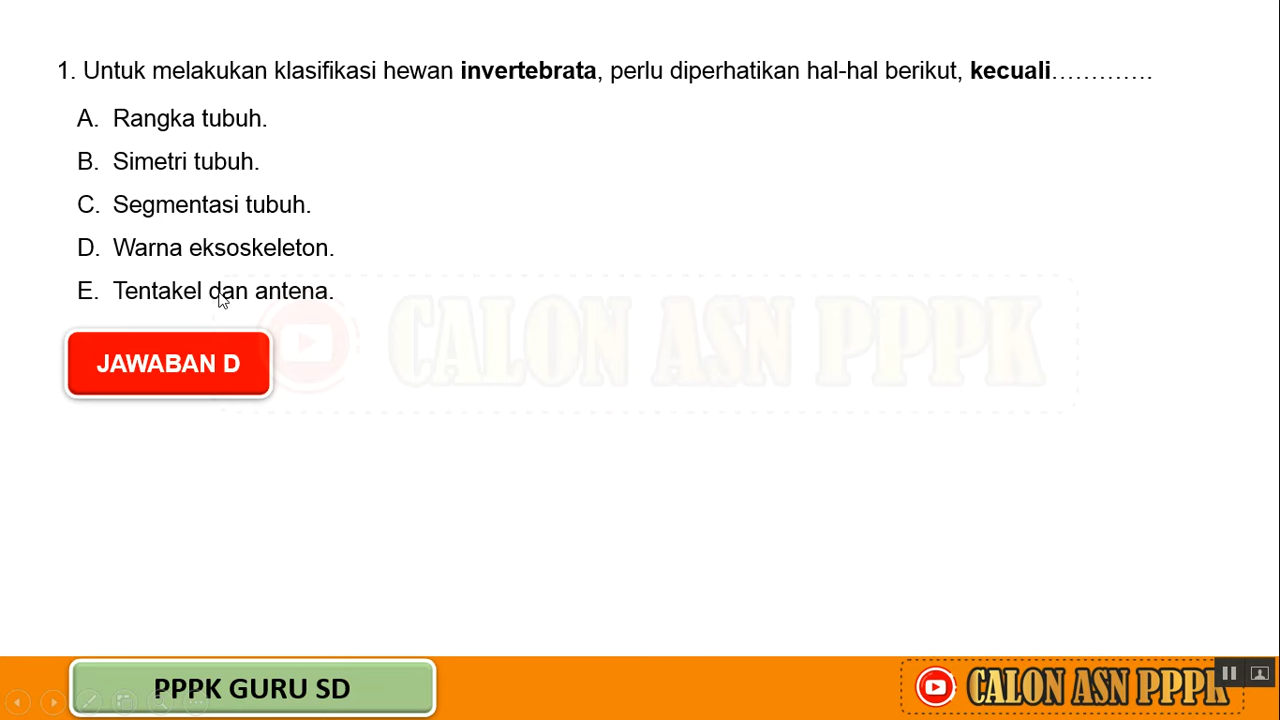 1. Untuk melakukan klasifikasi hewan invertebrata, perlu diperhatikan hal-hal berikut, kecuali.............
A. Rangka tubuh.
B. Simetri tubuh.
C. Segmentasi tubuh.
D. Warna eksoskeleton.
E. Tentakel dan antena.
CALON ASN PPPK
JAWABAN D
PPPK GURU SD
CALON ASN PPPK